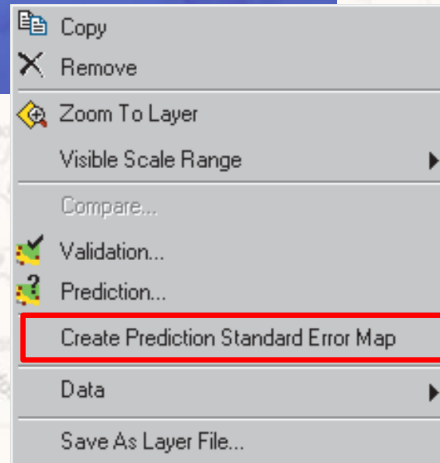 Copy
Remove
Zoom To Layer
Visible Scale Range
Compare...
Validation...
Prediction...
Create Prediction Standard Error Map
Data
Save As Layer File...